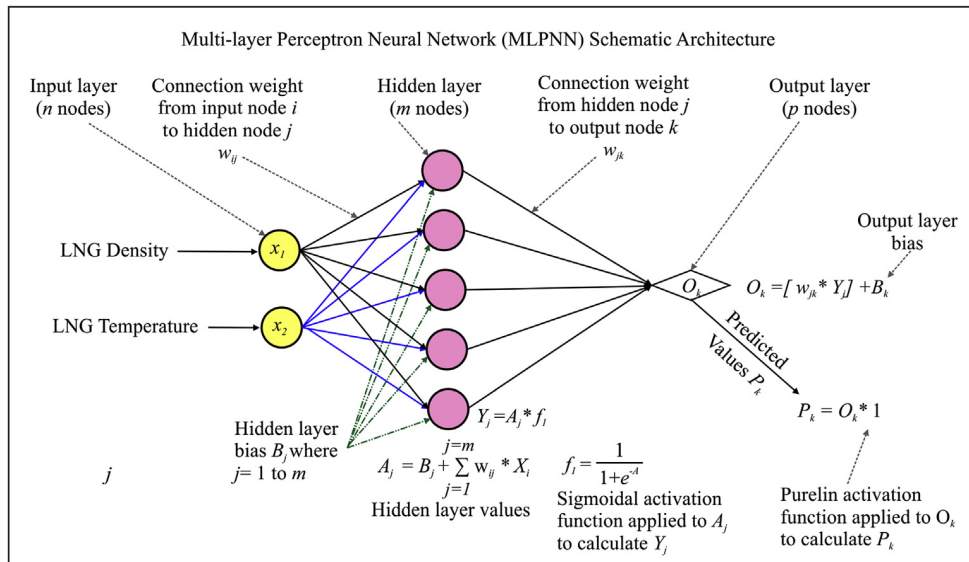 Multi-layer Perceptron Neural Network (MLPNN) Schematic Architecture
Input layer
(n nodes)
Connection weight
from input node i
to hidden node j
w_ij
Hidden layer
(m nodes)
Connection weight
from hidden node j
to output node k
w_jk
Output layer
(p nodes)
Output layer
bias
LNG Density
x_1
LNG Temperature
x_2
O_k
O_k =[ w_jk* Y_j] +B_k
Predicted
Values P_k
P_k = O_k* 1
Hidden layer
bias B_j where
j= 1 to m
j
Y_j=A_j* f_1
j=m
A_j = B_j + ∑ w_ij * X_i
j=1
Hidden layer values
f_1 = 1/1+e^-A
Sigmoidal activation
function applied to A_j
to calculate Y_j
Purelin activation
function applied to O_k
to calculate P_k